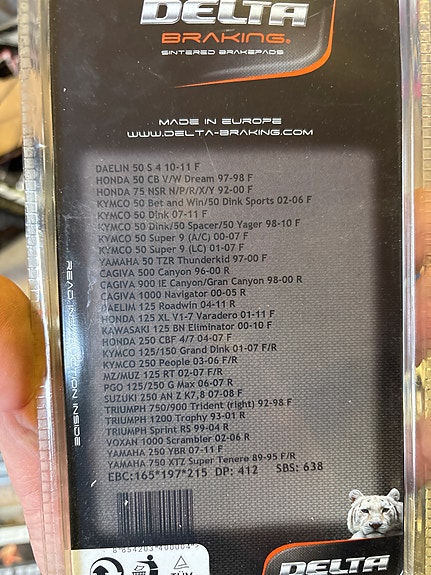 DELTA
BRAKING®
SINTERED BRAKEPADS
MADE IN EUROPE
WWW.DELTA-BRAKING.COM
DAELIN 50 S 4 10-11 F
HONDA 50 CB V/W Dream 97-98 F
HONDA 75 NSR N/P/R/X/Y 92-00 F
KYMCO 50 Bet and Win/50 Dink Sports 02-06 F
KYMCO 50 Dink 07-11 F
KYMCO 50 Dink/50 Spacer/50 Yager 98-10 F
KYMCO 50 Super 9 (A/C) 00-07 F
KYMCO 50 Super 9 (LC) 01-07 F
YAMAHA 50 TZR Thunderkid 97-00 F
CAGIVA 500 Canyon 96-00 R
CAGIVA 900 IE Canyon/Gran Canyon 98-00 R
CAGIVA 1000 Navigator 00-05 R
DAELIM 125 Roadwin 04-11 R
HONDA 125 XL V1-7 Varadero 01-11 F
KAWASAKI 125 BN Eliminator 00-10 F
HONDA 250 CBF 4/7 04-07 F
KYMCO 125/150 Grand Dink 01-07 F/R
KYMCO 250 People 03-06 F/R
MZ/MUZ 125 RT 02-07 F/R
PGO 125/250 G Max 06-07 R
SUZUKI 250 AN Z K7,8 07-08 F
TRIUMPH 750/900 Trident (right) 92-98 F
TRIUMPH 1200 Trophy 93-01 R
TRIUMPH Sprint RS 99-04 R
VOXAN 1000 Scrambler 02-06 R
YAMAHA 250 YBR 07-11 F
YAMAHA 750 XTZ Super Tenere 89-95 F/R
EBC:165*197*215 DP: 412 SBS: 638
INSIDE
8 854203 400004
TÜV
DELTA